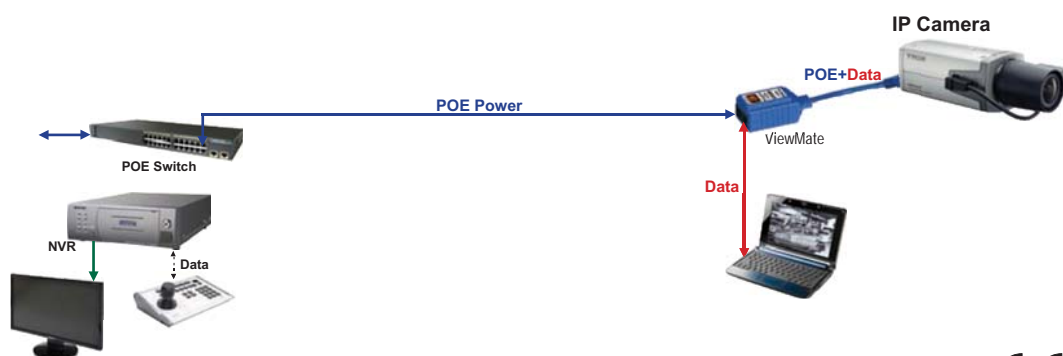 IP Camera
POE+Data
POE Power
ViewMate
POE Switch
Data
NVR
Data